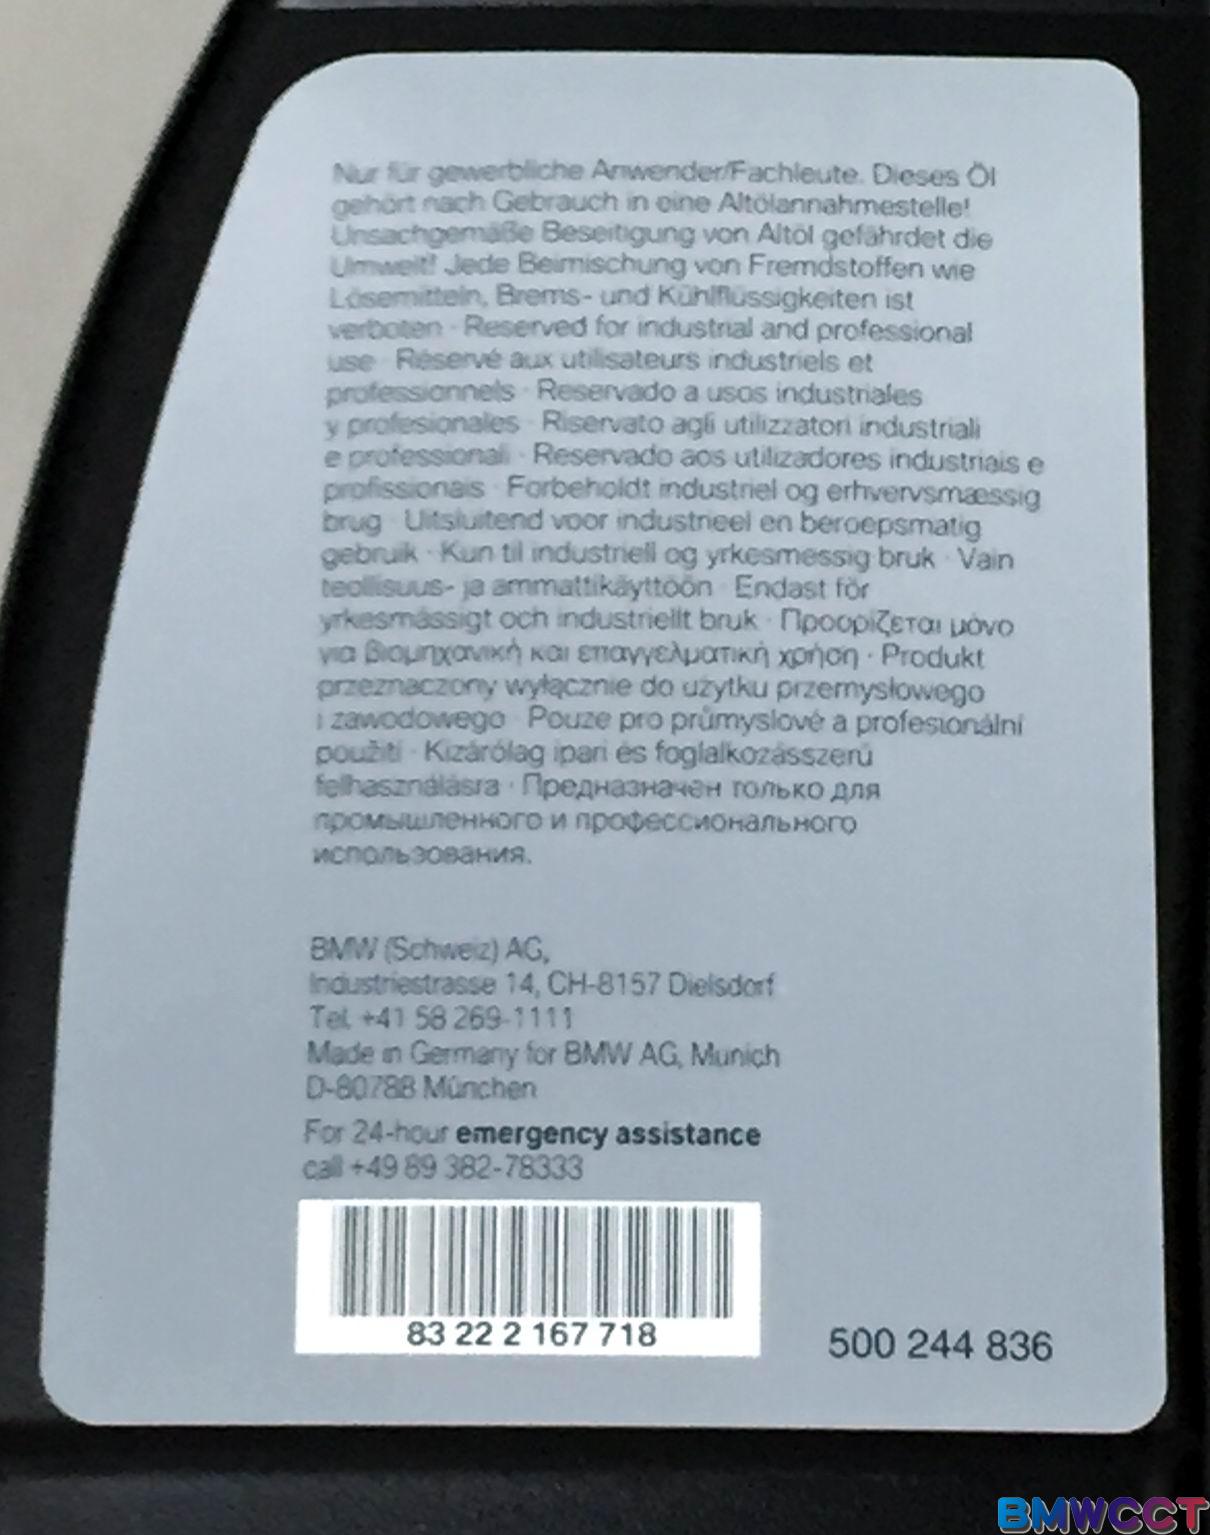 Nur für gewerbliche Anwender/Fachleute. Dieses Öl
gehört nach Gebrauch in eine Altölannahmestelle!
Unsachgemäße Beseitigung von Altöl gefährdet die
Umwelt! Jede Beimischung von Fremdstoffen wie
Lösemitteln, Brems- und Kühlflüssigkeiten ist
verboten · Reserved for industrial and professional
use · Réservé aux utilisateurs industriels et
professionnels · Reservado a usos industriales
y profesionales · Riservato agli utilizzatori industriali
e professionali · Reservado aos utilizadores industriais e
profissionais · Forbeholdt industriel og erhvervsmæssig
brug · Uitsluitend voor industrieel en beroepsmatig
gebruik · Kun til industriell og yrkesmessig bruk · Vain
teollisuus- ja ammattikäyttöön · Endast för
yrkesmässigt och industriellt bruk · Προορίζεται μόνο
για βιομηχανική και επαγγελματική χρήση · Produkt
przeznaczony wyłącznie do użytku przemysłowego
i zawodowego · Pouze pro průmyslové a profesionální
použití · Kizárólag ipari és foglalkozásszerű
felhasználásra · Предназначен только для
промышленного и профессионального
использования.
BMW (Schweiz) AG,
Industriestrasse 14, CH-8157 Dielsdorf
Tel. +41 58 269-1111
Made in Germany for BMW AG, Munich
D-80788 München
For 24-hour emergency assistance
call +49 89 382-78333
83 22 2 167 718
500 244 836
BMWCCT